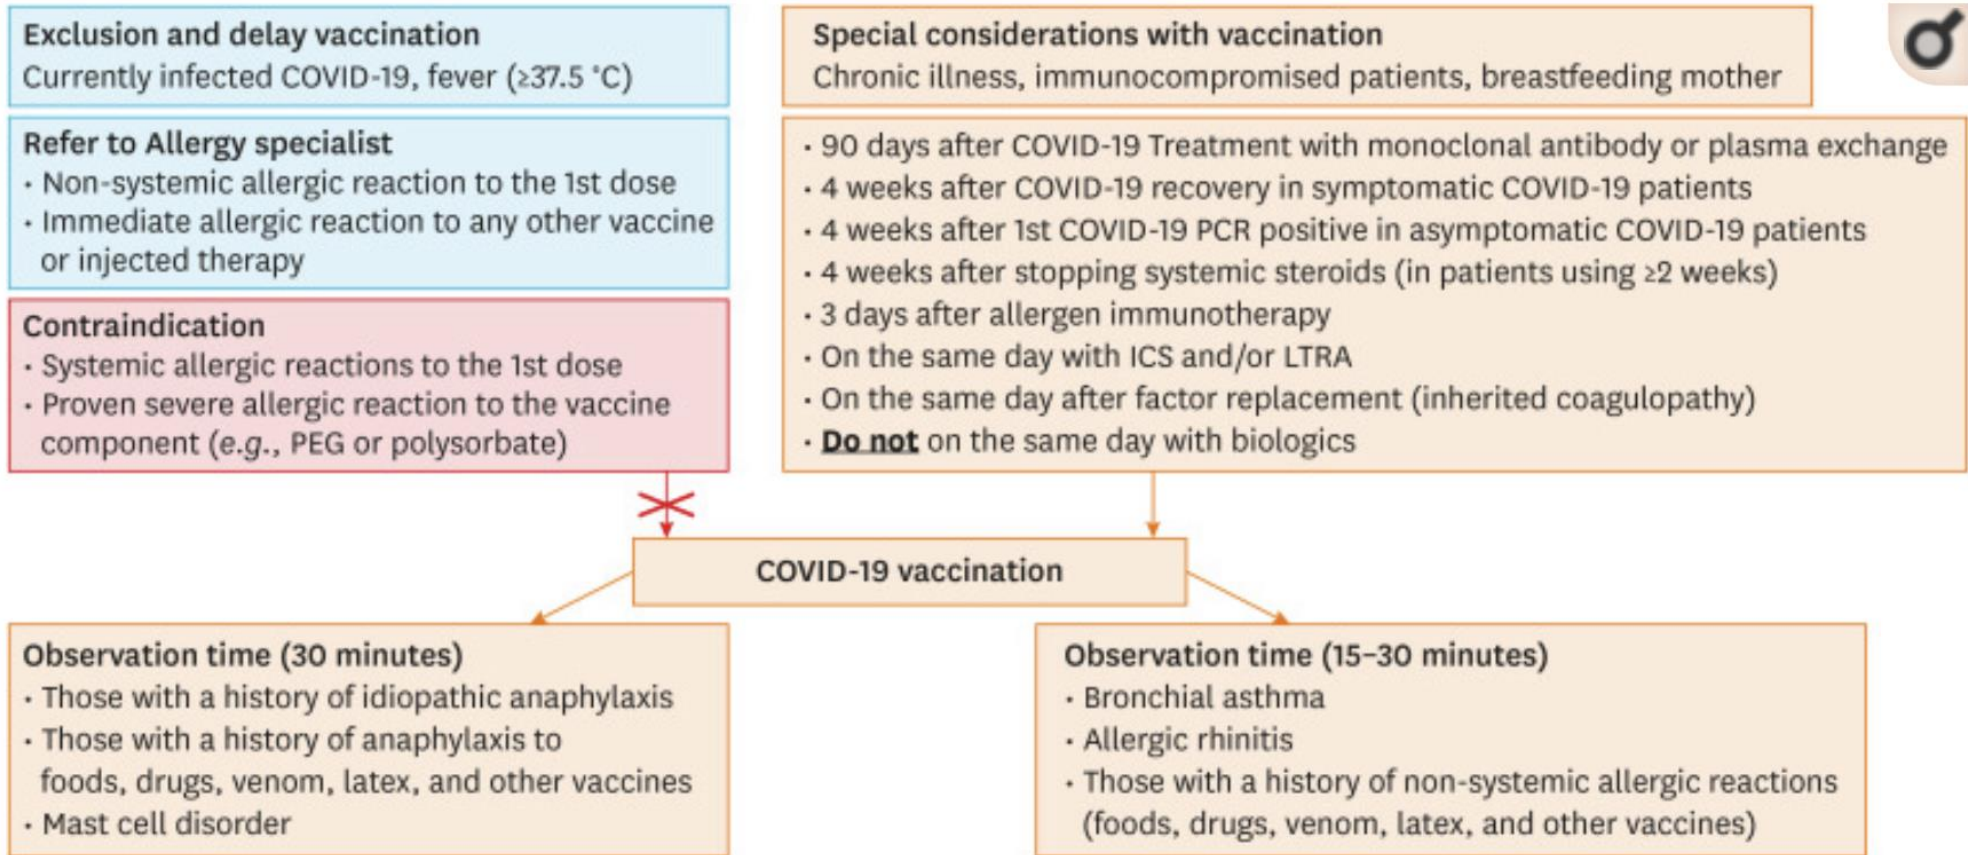 Exclusion and delay vaccination
Currently infected COVID-19, fever (≥37.5 °C)
Refer to Allergy specialist
· Non-systemic allergic reaction to the 1st dose
· Immediate allergic reaction to any other vaccine
or injected therapy
Contraindication
· Systemic allergic reactions to the 1st dose
· Proven severe allergic reaction to the vaccine
component (e.g., PEG or polysorbate)
Special considerations with vaccination
Chronic illness, immunocompromised patients, breastfeeding mother
· 90 days after COVID-19 Treatment with monoclonal antibody or plasma exchange
· 4 weeks after COVID-19 recovery in symptomatic COVID-19 patients
· 4 weeks after 1st COVID-19 PCR positive in asymptomatic COVID-19 patients
· 4 weeks after stopping systemic steroids (in patients using ≥2 weeks)
· 3 days after allergen immunotherapy
· On the same day with ICS and/or LTRA
· On the same day after factor replacement (inherited coagulopathy)
· Do not on the same day with biologics
COVID-19 vaccination
Observation time (30 minutes)
· Those with a history of idiopathic anaphylaxis
· Those with a history of anaphylaxis to
foods, drugs, venom, latex, and other vaccines
· Mast cell disorder
Observation time (15–30 minutes)
· Bronchial asthma
· Allergic rhinitis
· Those with a history of non-systemic allergic reactions
(foods, drugs, venom, latex, and other vaccines)